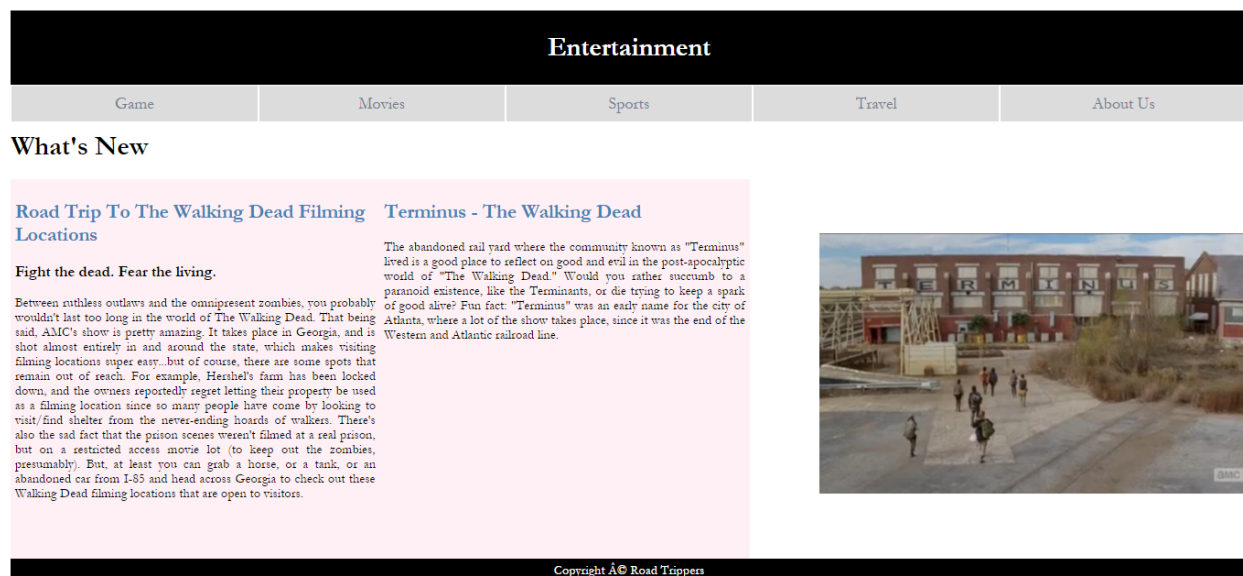 Entertainment
Game
Movies
Sports
Travel
About Us
What's New
Road Trip To The Walking Dead Filming
Locations
Fight the dead. Fear the living.
Between ruthless outlaws and the omnipresent zombies, you probably
wouldn't last too long in the world of The Walking Dead. That being
said, AMC's show is pretty amazing. It takes place in Georgia, and is
shot almost entirely in and around the state, which makes visiting
filming locations super easy...but of course, there are some spots that
remain out of reach. For example, Hershel's farm has been locked
down, and the owners reportedly regret letting their property be used
as a filming location since so many people have come by looking to
visit/find shelter from the never-ending hoards of walkers. There's
also the sad fact that the prison scenes weren't filmed at a real prison,
but on a restricted access movie lot (to keep out the zombies,
presumably). But, at least you can grab a horse, or a tank, or an
abandoned car from I-85 and head across Georgia to check out these
Walking Dead filming locations that are open to visitors.
Terminus - The Walking Dead
The abandoned rail yard where the community known as "Terminus"
lived is a good place to reflect on good and evil in the post-apocalyptic
world of "The Walking Dead." Would you rather succumb to a
paranoid existence, like the Terminants, or die trying to keep a spark
of good alive? Fun fact: "Terminus" was an early name for the city of
Atlanta, where a lot of the show takes place, since it was the end of the
Western and Atlantic railroad line.
TERMINUS
amc
Copyright Â© Road Trippers